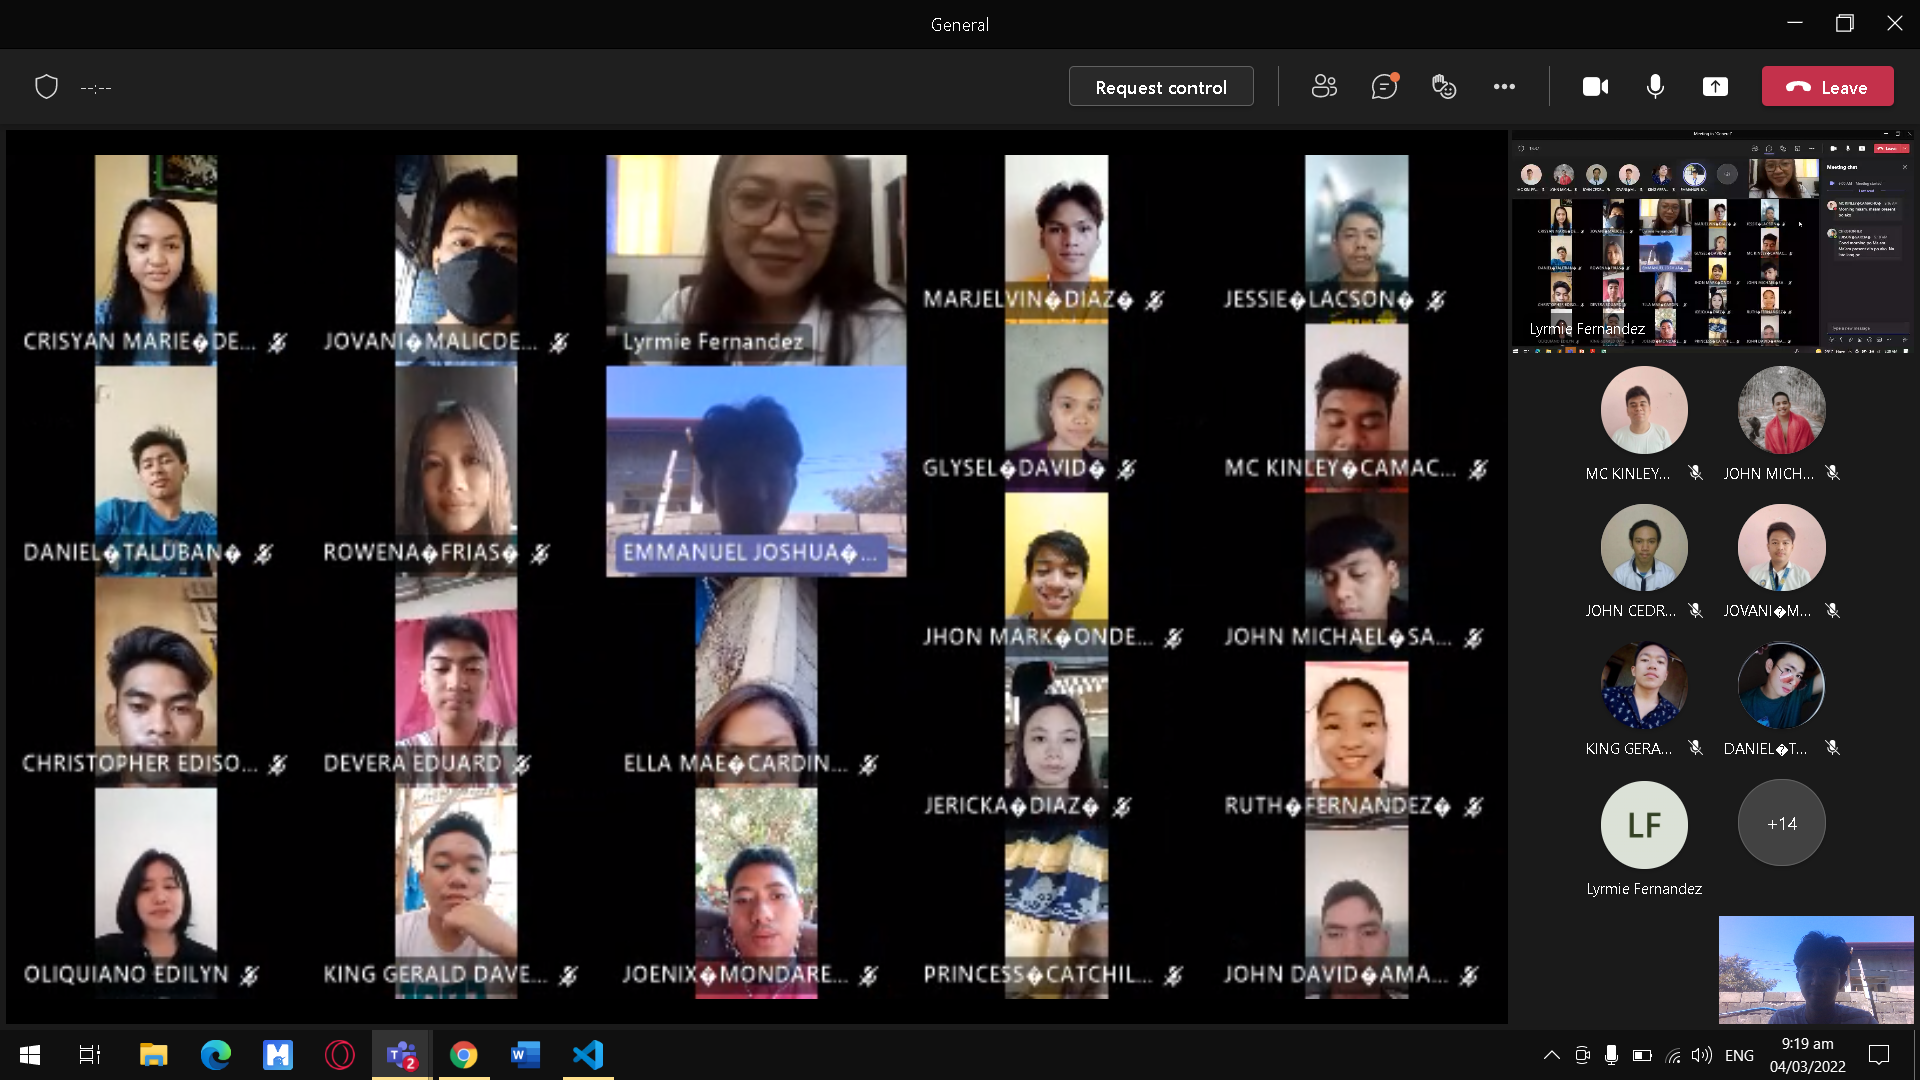 General
--:--
Request control
Leave
CRISYAN MARIE�DE...
JOVANI�MALICDE...
Lyrmie Fernandez
MARJELVIN�DIAZ�
JESSIE�LACSON�
DANIEL�TALUBAN�
ROWENA�FRIAS�
EMMANUEL JOSHUA�...
GLYSEL�DAVID�
MC KINLEY�CAMAC...
CHRISTOPHER EDISO...
DEVERA EDUARD
ELLA MAE�CARDIN...
JHON MARK�ONDE...
JOHN MICHAEL�SA...
JERICKA�DIAZ�
RUTH�FERNANDEZ�
OLIQUIANO EDILYN
KING GERALD DAVE...
JOENIX�MONDARE...
PRINCESS�CATCHIL...
JOHN DAVID�AMA...
Meeting chat
Lyrmie Fernandez
MC KINLEY...
JOHN MICH...
JOHN CEDR...
JOVANI�M...
KING GERA...
DANIEL�T...
LF
+14
Lyrmie Fernandez
2
ENG
9:19 am
04/03/2022